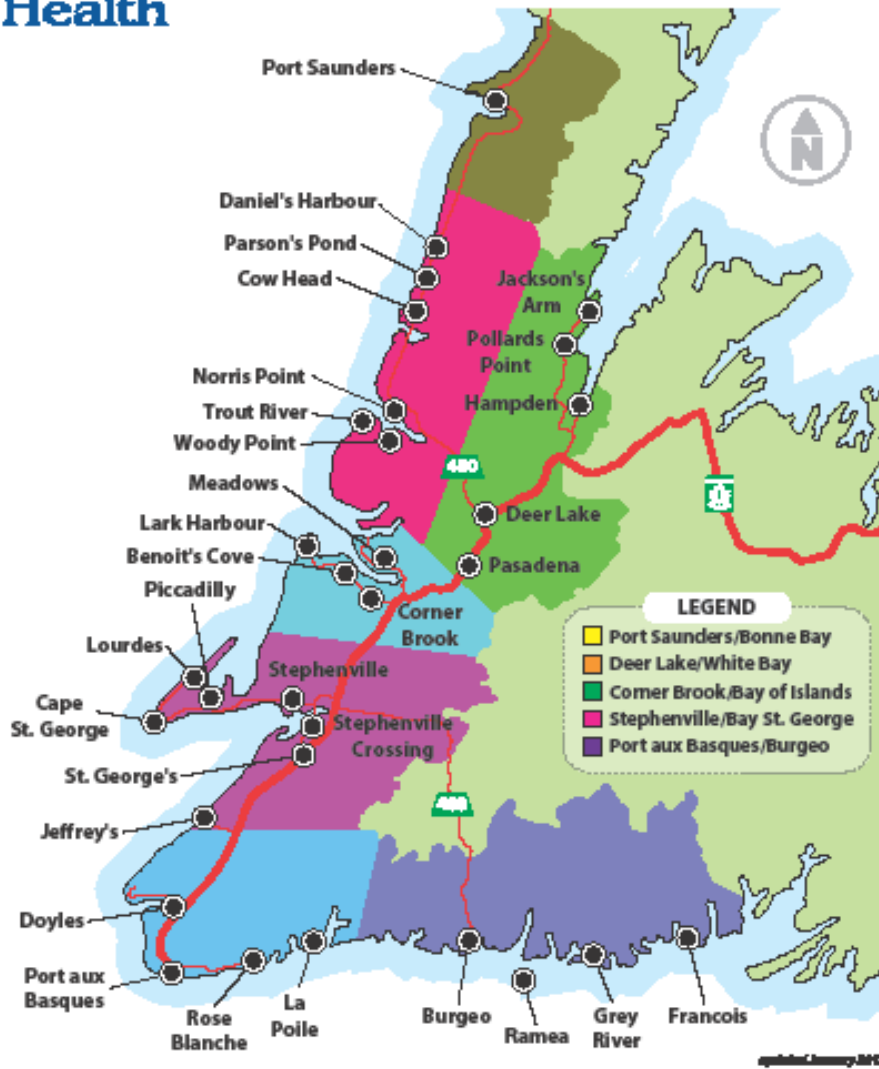 Health
Port Saunders
Daniel's Harbour
Parson's Pond
Cow Head
Jackson's
Arm
Pollards
Point
Norris Point
Hampden
Trout River
Woody Point
480
Meadows
Deer Lake
Lark Harbour
Benoit's Cove
Pasadena
Piccadilly
Corner
Brook
Lourdes
Stephenville
Cape
St. George
Stephenville
Crossing
St. George's
Jeffrey's
Doyles
Port aux
Basques
Rose
Blanche
La
Poile
Burgeo
Ramea
Grey
River
Francois
N
LEGEND
Port Saunders/Bonne Bay
Deer Lake/White Bay
Corner Brook/Bay of Islands
Stephenville/Bay St. George
Port aux Basques/Burgeo